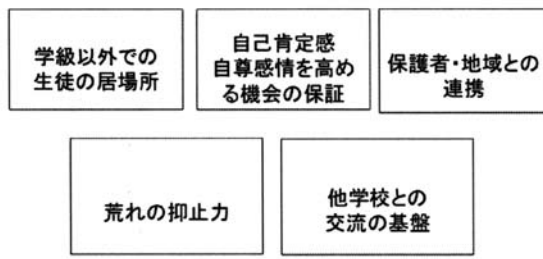 学級以外での
生徒の居場所
自己肯定感
自尊感情を高め
る機会の保証
保護者・地域との
連携
荒れの抑止力
他学校との
交流の基盤